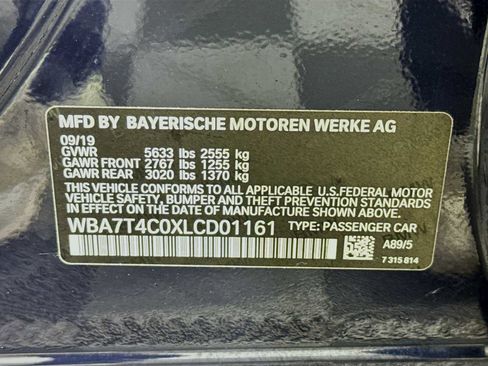 MFD BY BAYERISCHE MOTOREN WERKE AG
09/19
GVWR 5633 lbs 2555 kg
GAWR FRONT 2767 lbs 1255 kg
GAWR REAR 3020 lbs 1370 kg
THIS VEHICLE CONFORMS TO ALL APPLICABLE U.S.FEDERAL MOTOR
VEHICLE SAFETY, BUMPER AND THEFT PREVENTION STANDARDS
IN EFFECT ON THE DATE OF MANUFACTURE SHOWN ABOVE.
WBA7T4C0XLCD01161 TYPE: PASSENGER CAR
A89/5
7 315 814